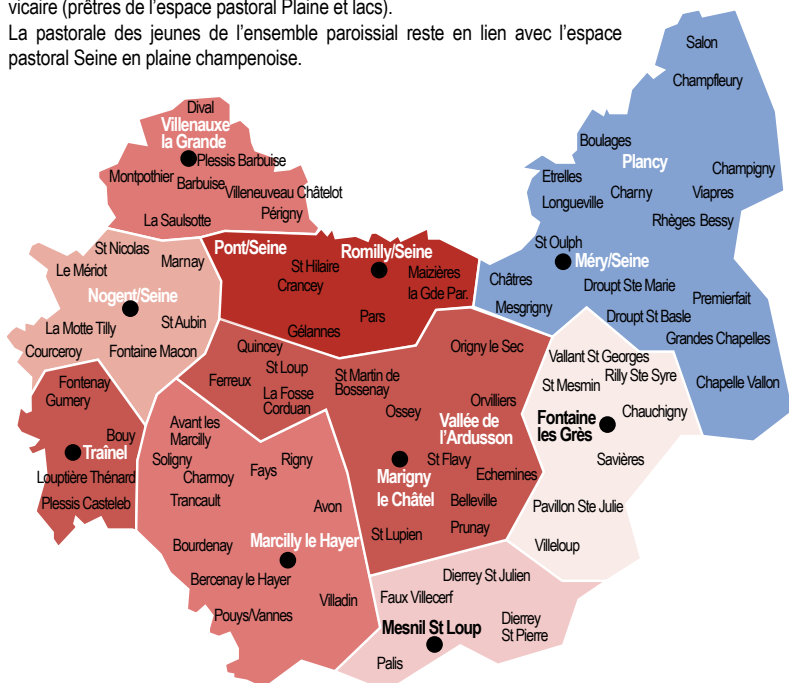 vicaire (prêtres de l'espace pastoral Plaine et lacs).
La pastorale des jeunes de l'ensemble paroissial reste en lien avec l'espace
pastoral Seine en plaine champenoise.
Dival
Villenauxe
la Grande
Plessis Barbuise
Montpothier
Barbuise
Villeneuveau Châtelot
La Saulsotte
Périgny
St Nicolas
Le Mériot
Marnay
Nogent/Seine
La Motte Tilly
St Aubin
Courceroy
Fontaine Macon
Pont/Seine
Romilly/Seine
St Hilaire
Crancey
Maizières
la Gde Par.
Pars
Gélannes
Salon
Champfleury
Boulages
Plancy
Champigny
Etrelles
Longueville
Charny
Viapres
Rhèges
Bessy
St Oulph
Méry/Seine
Châtres
Droupt Ste Marie
Mesgrigny
Premierfait
Droupt St Basle
Grandes Chapelles
Chapelle Vallon
Fontenay
Gumery
Bouy
Traînel
Louptière Thénard
Plessis Casteleb
Quincey
St Loup
Ferreux
La Fosse
Corduan
St Martin de
Bossenay
Origny le Sec
Ossey
Orvilliers
Vallée de
l'Ardusson
St Flavy
Marigny
le Châtel
Echemines
Belleville
St Lupien
Prunay
Vallant St Georges
St Mesmin
Rilly Ste Syre
Chauchigny
Fontaine
les Grès
Savières
Pavillon Ste Julie
Villeloup
Avant les
Marcilly
Soligny
Charmoy
Fays
Rigny
Trancault
Avon
Bourdenay
Marcilly le Hayer
Bercenay le Hayer
Villadin
Pouys/Vannes
Dierrey St Julien
Faux Villecerf
Dierrey
St Pierre
Mesnil St Loup
Palis